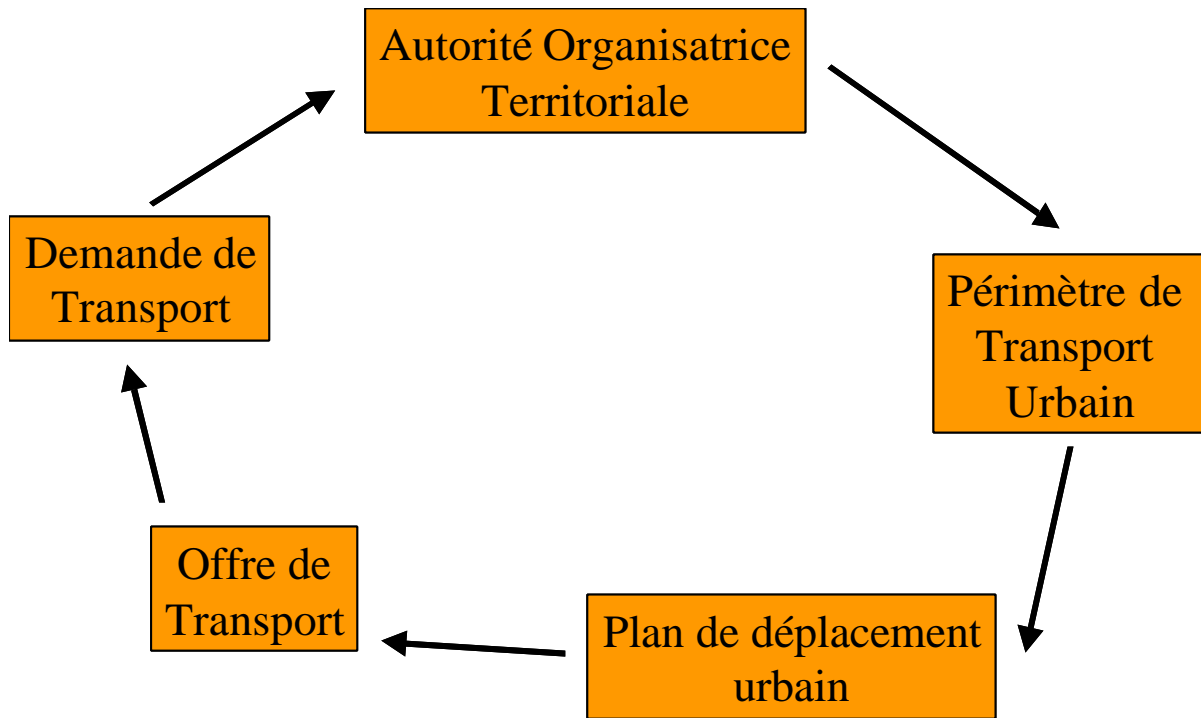 Autorité Organisatrice
Territoriale
Demande de
Transport
Périmètre de
Transport
Urbain
Offre de
Transport
Plan de déplacement
urbain